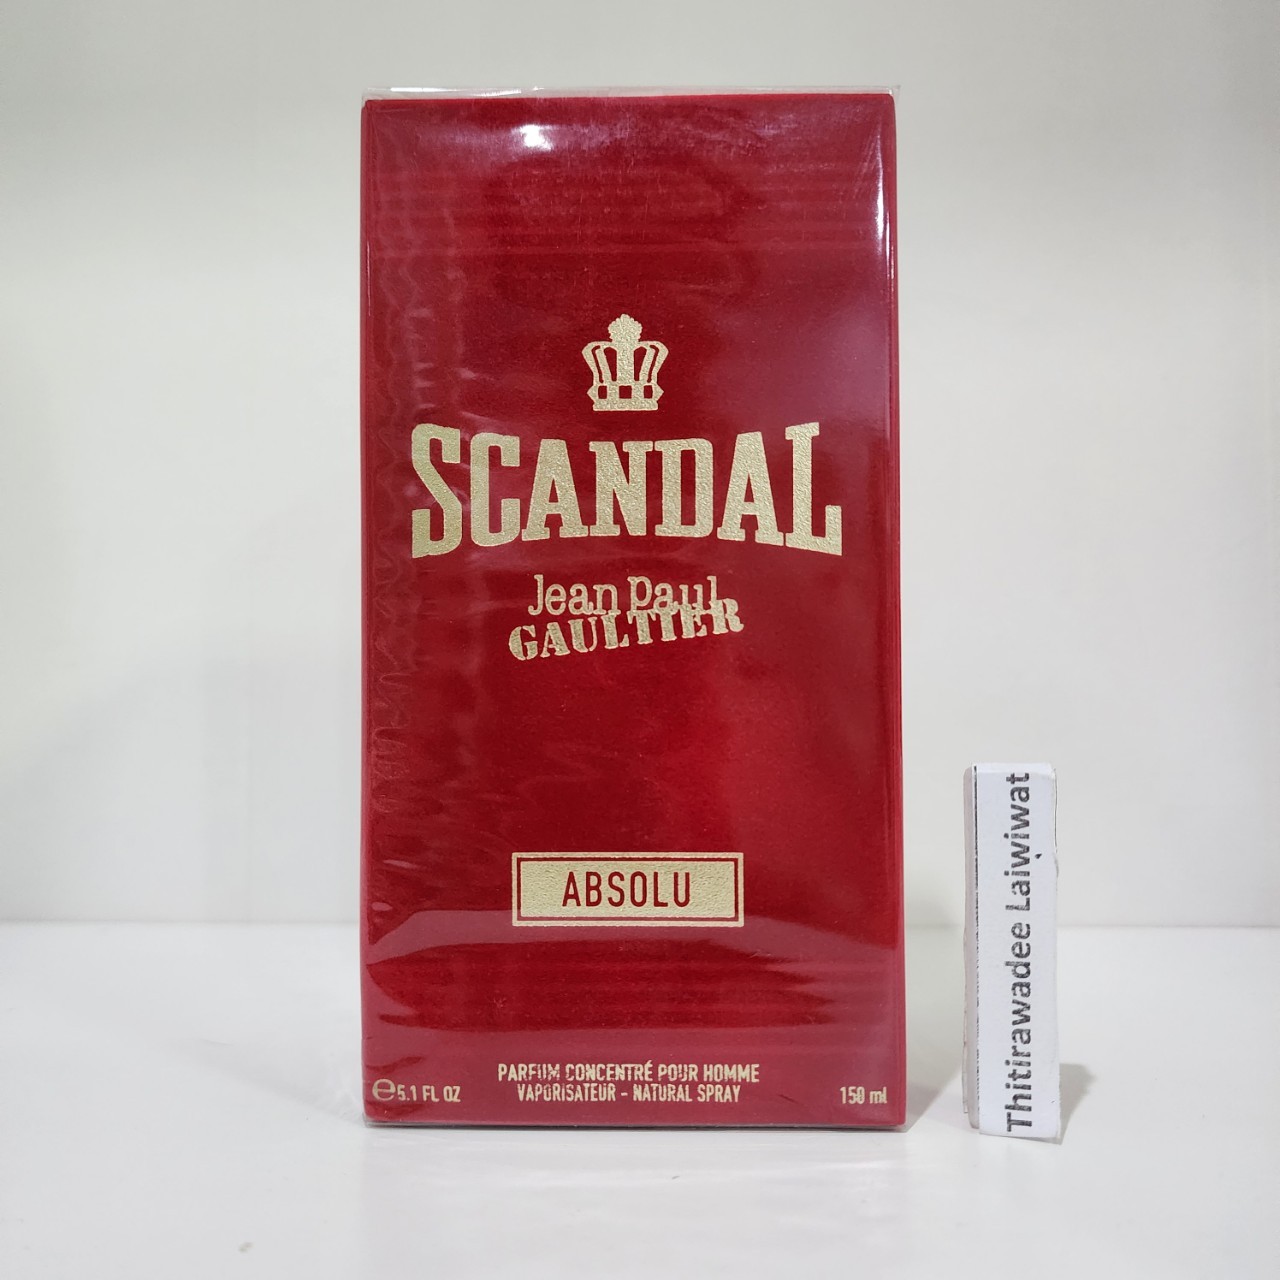 SCANDAL
Jean Paul
GAULTIER
ABSOLU
PARFUM CONCENTRÉ POUR HOMME
VAPORISATEUR - NATURAL SPRAY
℮5.1 FL OZ
150 ml
Thitirawadee Laiwiwat